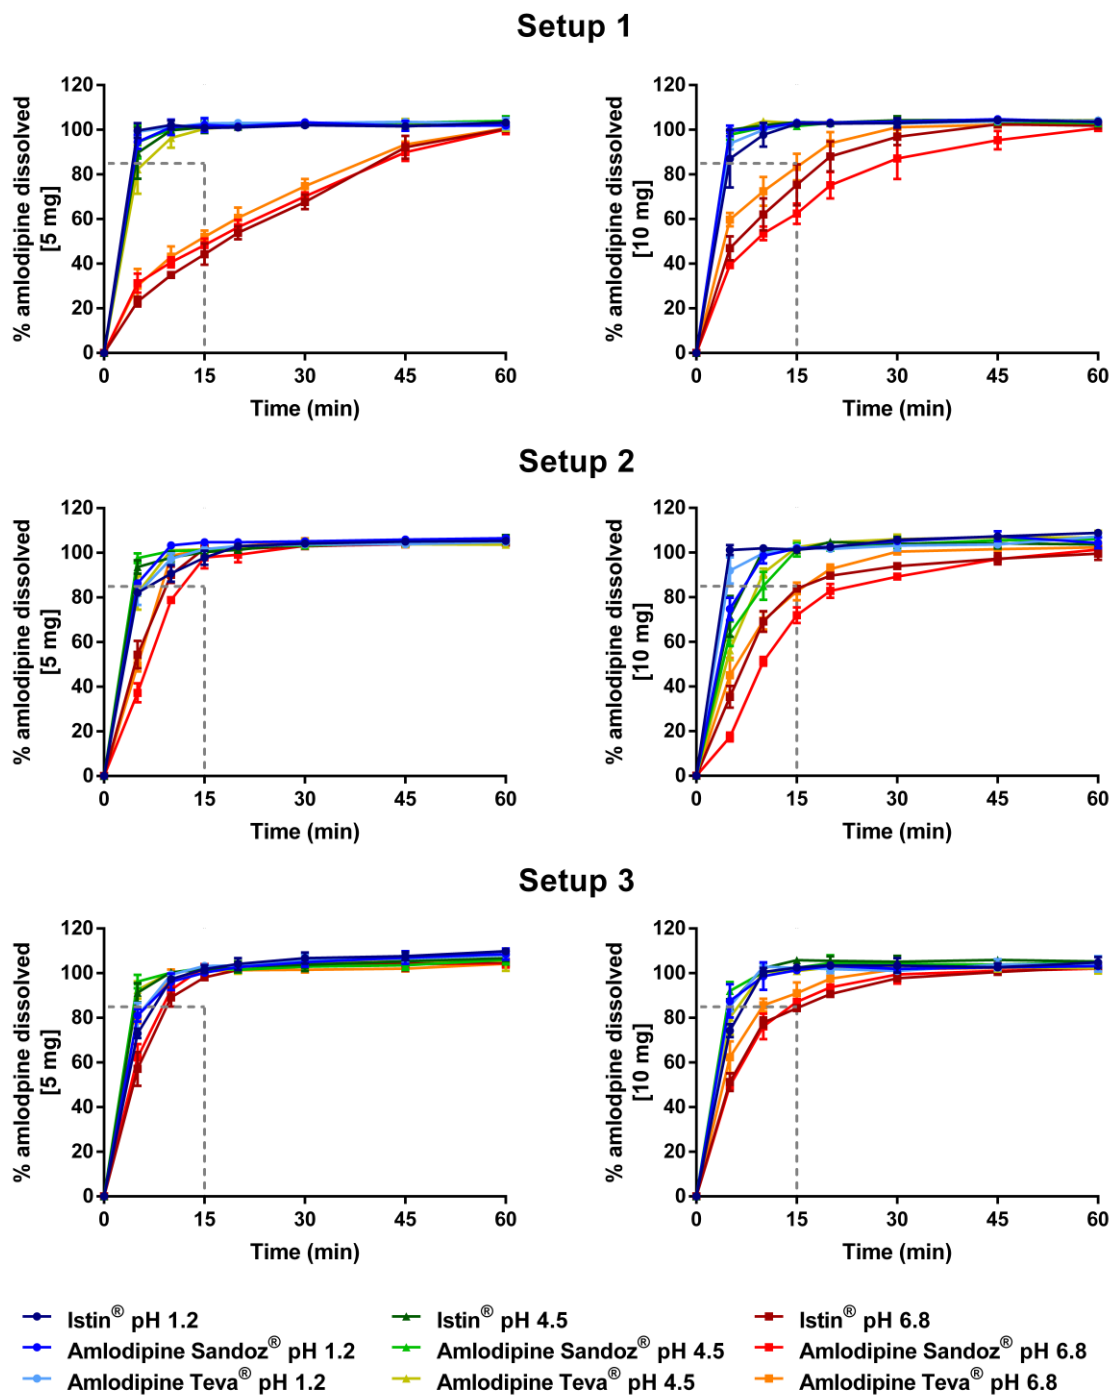 Setup 1
% amlodipine dissolved
[5 mg]
120
100
80
60
40
20
0
0 15 30 45 60
Time (min)
% amlodipine dissolved
[10 mg]
120
100
80
60
40
20
0
0 15 30 45 60
Time (min)
Setup 2
% amlodipine dissolved
[5 mg]
120
100
80
60
40
20
0
0 15 30 45 60
Time (min)
% amlodipine dissolved
[10 mg]
120
100
80
60
40
20
0
0 15 30 45 60
Time (min)
Setup 3
% amlodpine dissolved
[5 mg]
120
100
80
60
40
20
0
0 15 30 45 60
Time (min)
% amlodpine dissolved
[10 mg]
120
100
80
60
40
20
0
0 15 30 45 60
Time (min)
Istin® pH 1.2 Istin® pH 4.5 Istin® pH 6.8
Amlodipine Sandoz® pH 1.2 Amlodipine Sandoz® pH 4.5 Amlodipine Sandoz® pH 6.8
Amlodipine Teva® pH 1.2 Amlodipine Teva® pH 4.5 Amlodipine Teva® pH 6.8